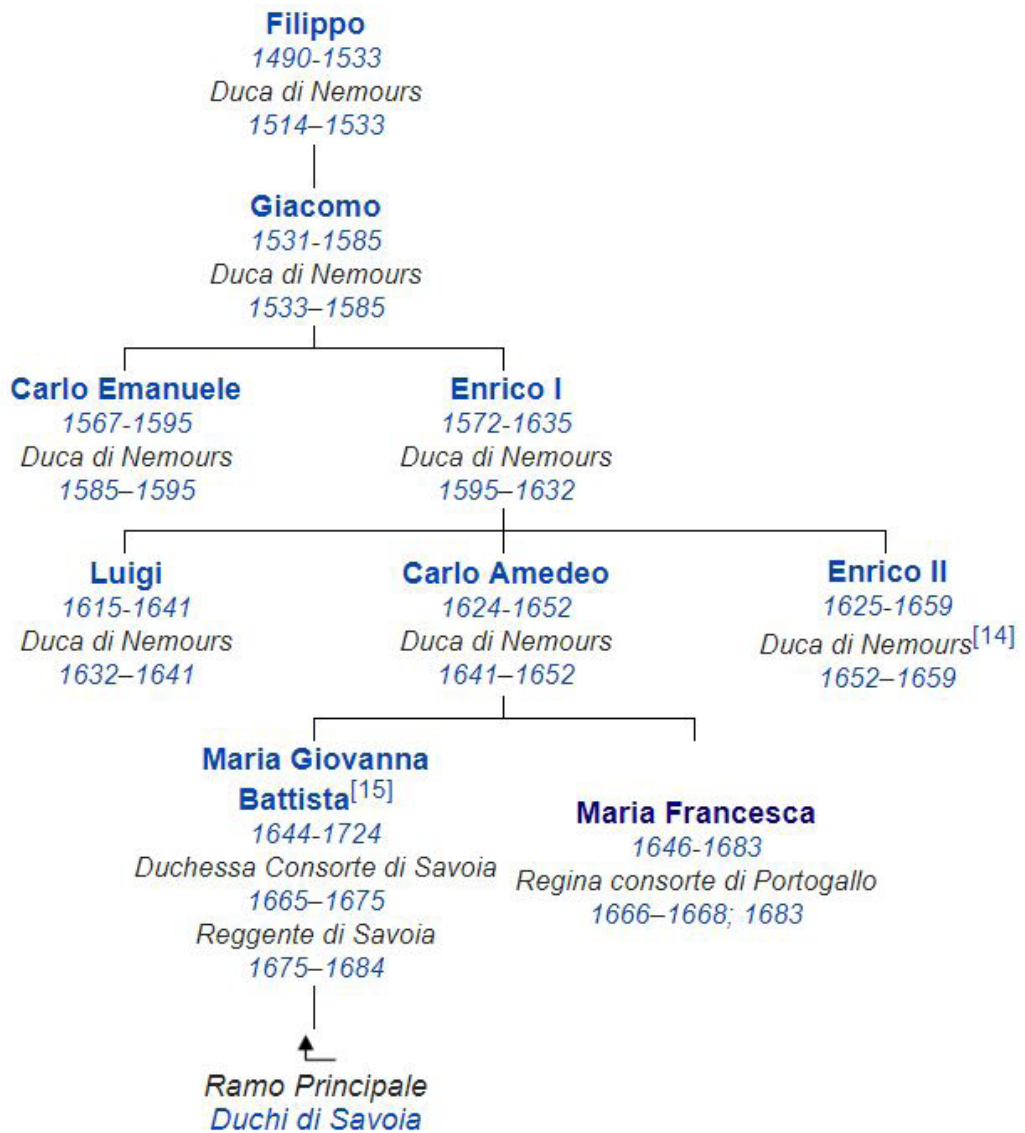 Filippo
1490-1533
Duca di Nemours
1514–1533
Giacomo
1531-1585
Duca di Nemours
1533–1585
Carlo Emanuele
1567-1595
Duca di Nemours
1585–1595
Enrico I
1572-1635
Duca di Nemours
1595–1632
Luigi
1615-1641
Duca di Nemours
1632–1641
Carlo Amedeo
1624-1652
Duca di Nemours
1641–1652
Enrico II
1625-1659
Duca di Nemours[14]
1652–1659
Maria Giovanna
Battista[15]
1644-1724
Duchessa Consorte di Savoia
1665–1675
Reggente di Savoia
1675–1684
Maria Francesca
1646-1683
Regina consorte di Portogallo
1666–1668; 1683
Ramo Principale
Duchi di Savoia